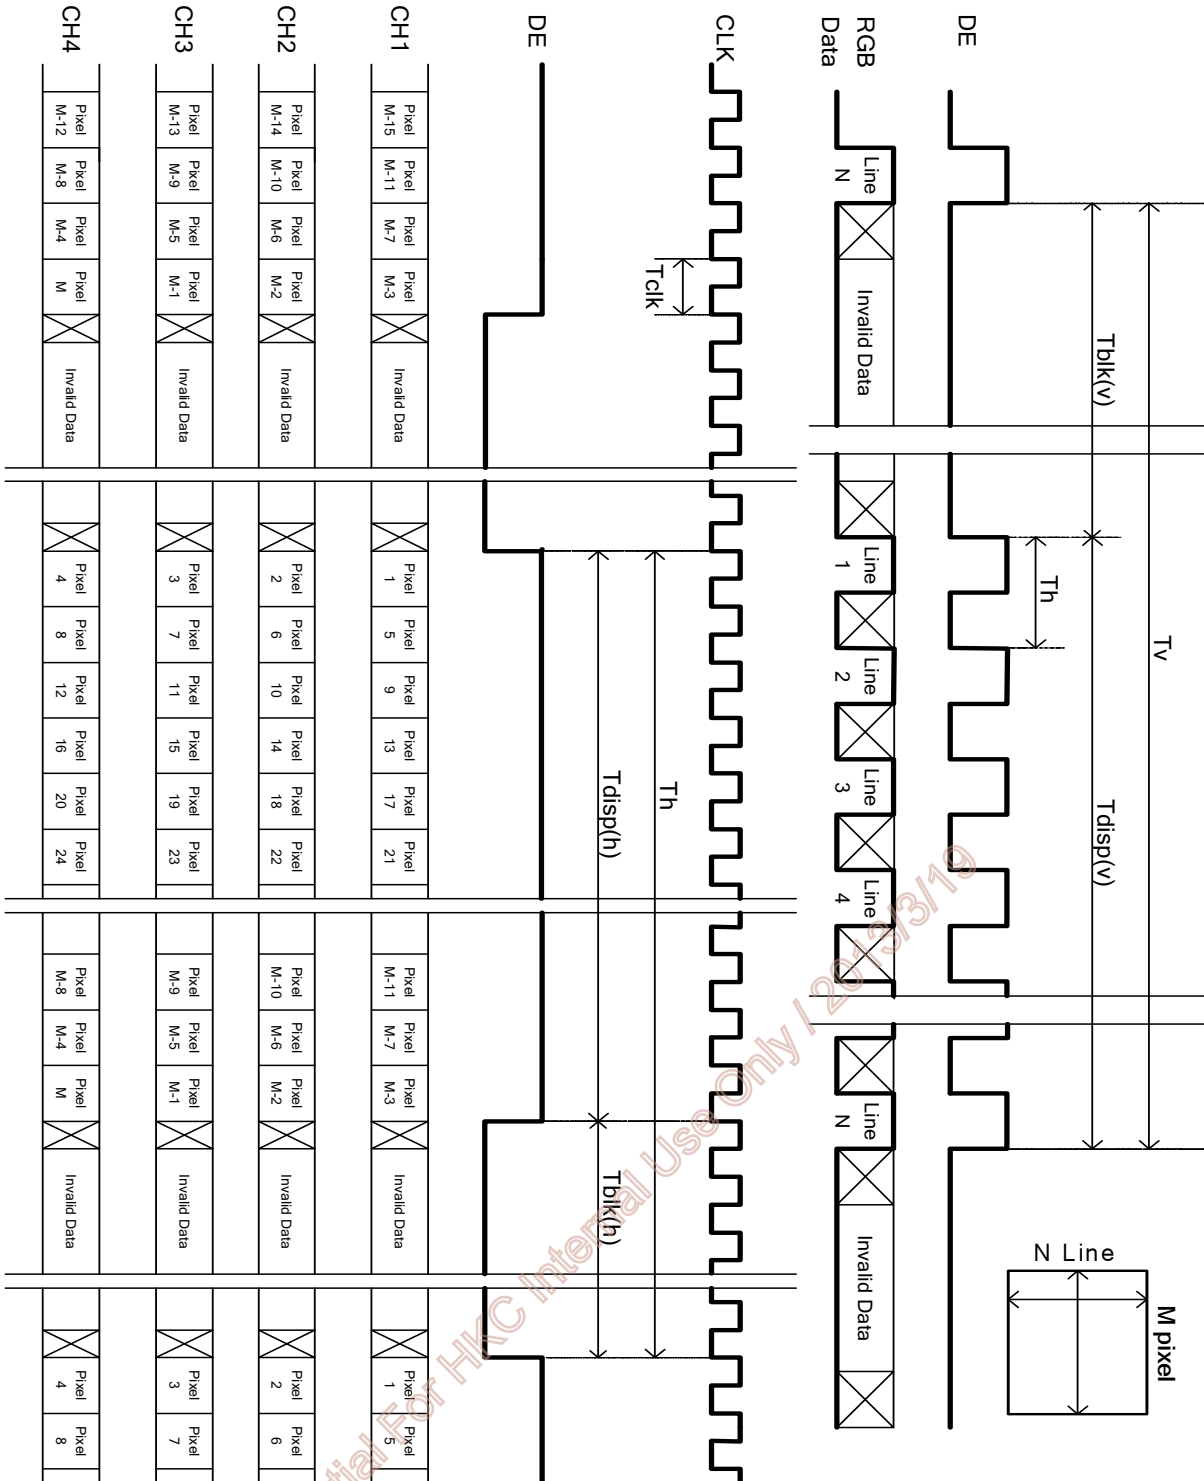 M pixel
N Line
Tv
Tblk(v) Tdisp(v)
Th
DE
RGB Data
Line N Invalid Data Line 1 Line 2 Line 3 Line 4 Line N Invalid Data
CLK
Tclk
Th
Tdisp(h) Tblk(h)
DE
CH1
Pixel M-15 Pixel M-11 Pixel M-7 Pixel M-3 Invalid Data Pixel 1 Pixel 5 Pixel 9 Pixel 13 Pixel 17 Pixel 21 Pixel M-11 Pixel M-7 Pixel M-3 Invalid Data Pixel 1 Pixel 5
CH2
Pixel M-14 Pixel M-10 Pixel M-6 Pixel M-2 Invalid Data Pixel 2 Pixel 6 Pixel 10 Pixel 14 Pixel 18 Pixel 22 Pixel M-10 Pixel M-6 Pixel M-2 Invalid Data Pixel 2 Pixel 6
CH3
Pixel M-13 Pixel M-9 Pixel M-5 Pixel M-1 Invalid Data Pixel 3 Pixel 7 Pixel 11 Pixel 15 Pixel 19 Pixel 23 Pixel M-9 Pixel M-5 Pixel M-1 Invalid Data Pixel 3 Pixel 7
CH4
Pixel M-12 Pixel M-8 Pixel M-4 Pixel M Invalid Data Pixel 4 Pixel 8 Pixel 12 Pixel 16 Pixel 20 Pixel 24 Pixel M-8 Pixel M-4 Pixel M Invalid Data Pixel 4 Pixel 8
tial For HKC Internal Use Only / 2013/3/19